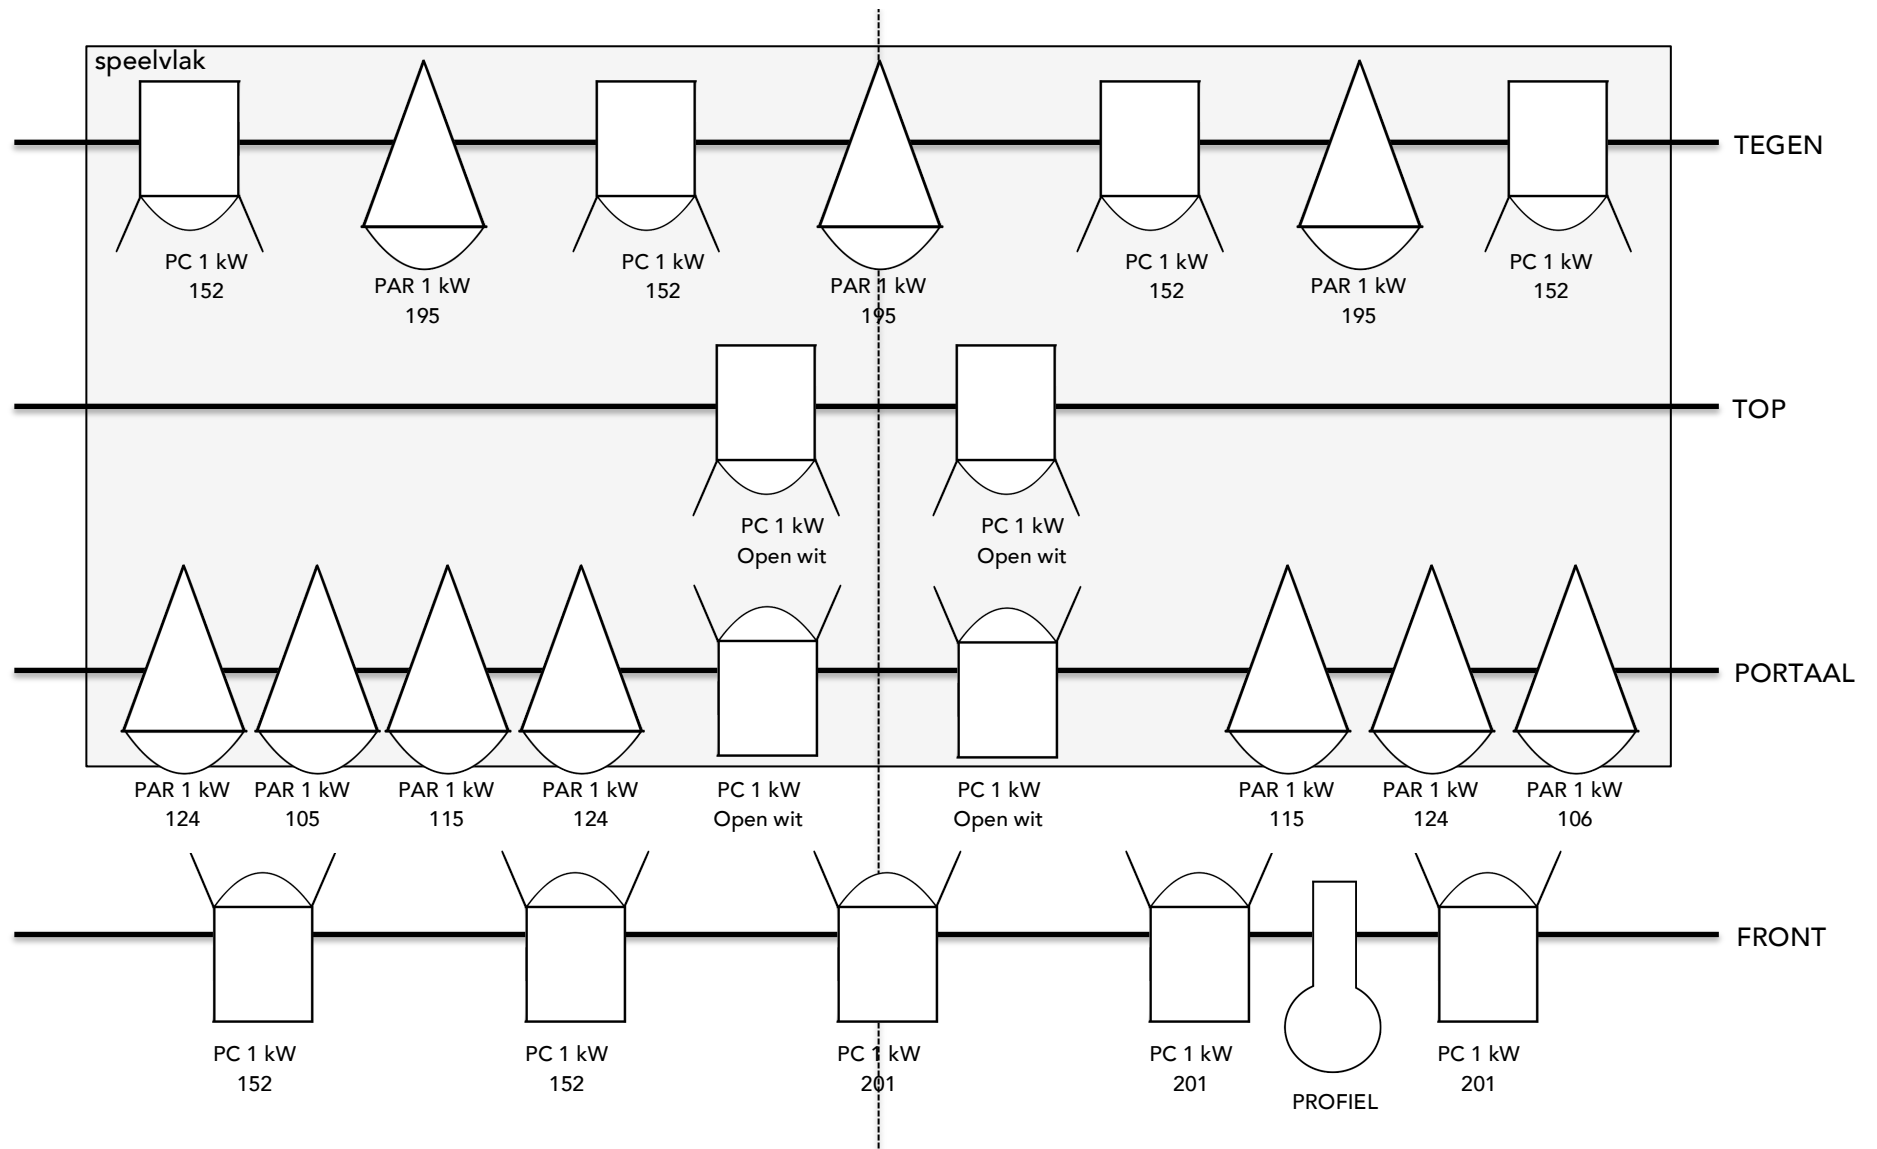 speelvlak
TEGEN
PC 1 kW
152
PAR 1 kW
195
PC 1 kW
152
PAR 1 kW
195
PC 1 kW
152
PAR 1 kW
195
PC 1 kW
152
TOP
PC 1 kW
Open wit
PC 1 kW
Open wit
PORTAAL
PAR 1 kW
124
PAR 1 kW
105
PAR 1 kW
115
PAR 1 kW
124
PC 1 kW
Open wit
PC 1 kW
Open wit
PAR 1 kW
115
PAR 1 kW
124
PAR 1 kW
106
FRONT
PC 1 kW
152
PC 1 kW
152
PC 1 kW
201
PC 1 kW
201
PROFIEL
PC 1 kW
201